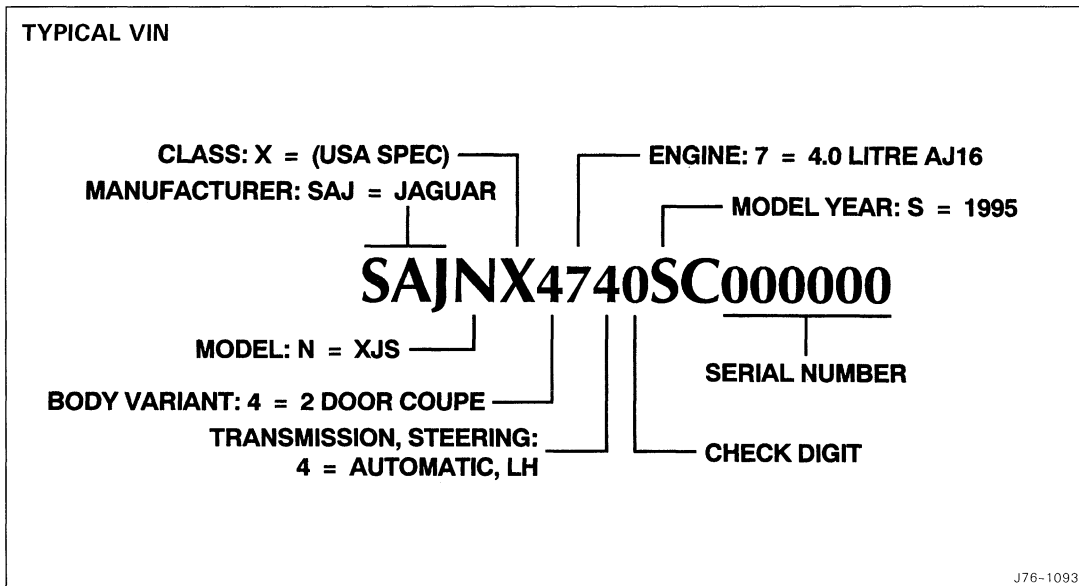 TYPICAL VIN
CLASS: X = (USA SPEC)
ENGINE: 7 = 4.0 LITRE AJ16
MANUFACTURER: SAJ = JAGUAR
MODEL YEAR: S = 1995
SAJNX4740SC000000
MODEL: N = XJS
SERIAL NUMBER
BODY VARIANT: 4 = 2 DOOR COUPE
TRANSMISSION, STEERING:
4 = AUTOMATIC, LH
CHECK DIGIT
J76-1093